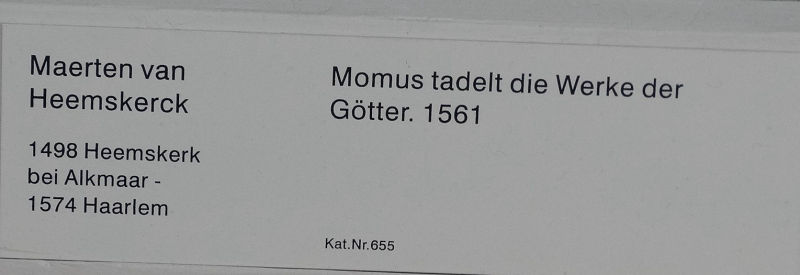 Maerten van
Heemskerck
1498 Heemskerk
bei Alkmaar -
1574 Haarlem
Momus tadelt die Werke der
Götter. 1561
Kat.Nr.655